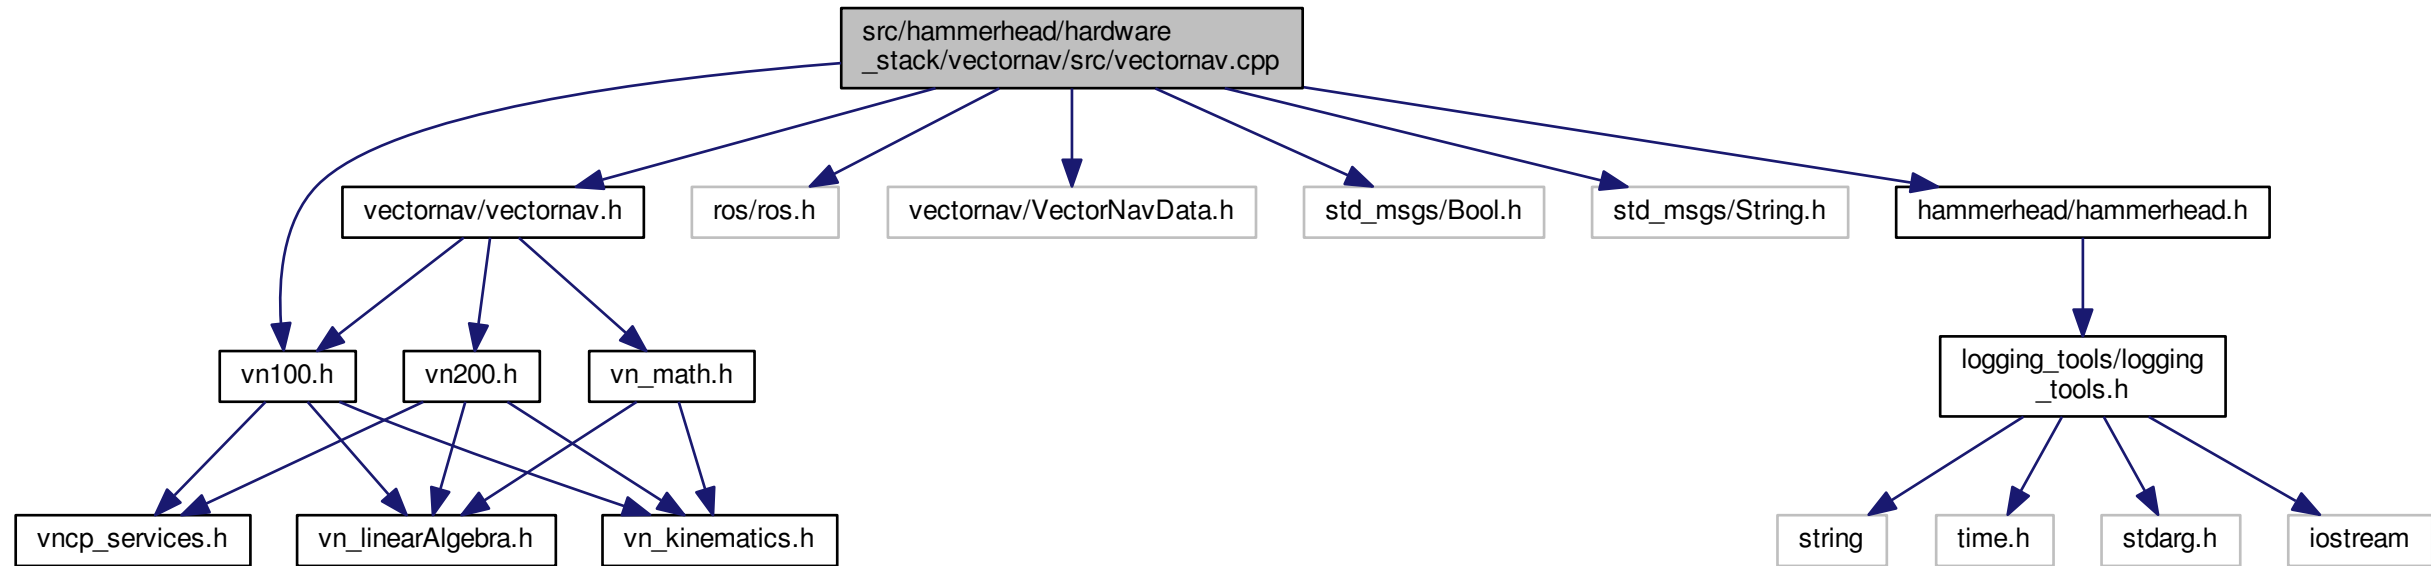 src/hammerhead/hardware
_stack/vectornav/src/vectornav.cpp
vectornav/vectornav.h
ros/ros.h
vectornav/VectorNavData.h
std_msgs/Bool.h
std_msgs/String.h
hammerhead/hammerhead.h
vn100.h
vn200.h
vn_math.h
logging_tools/logging
_tools.h
vncp_services.h
vn_linearAlgebra.h
vn_kinematics.h
string
time.h
stdarg.h
iostream